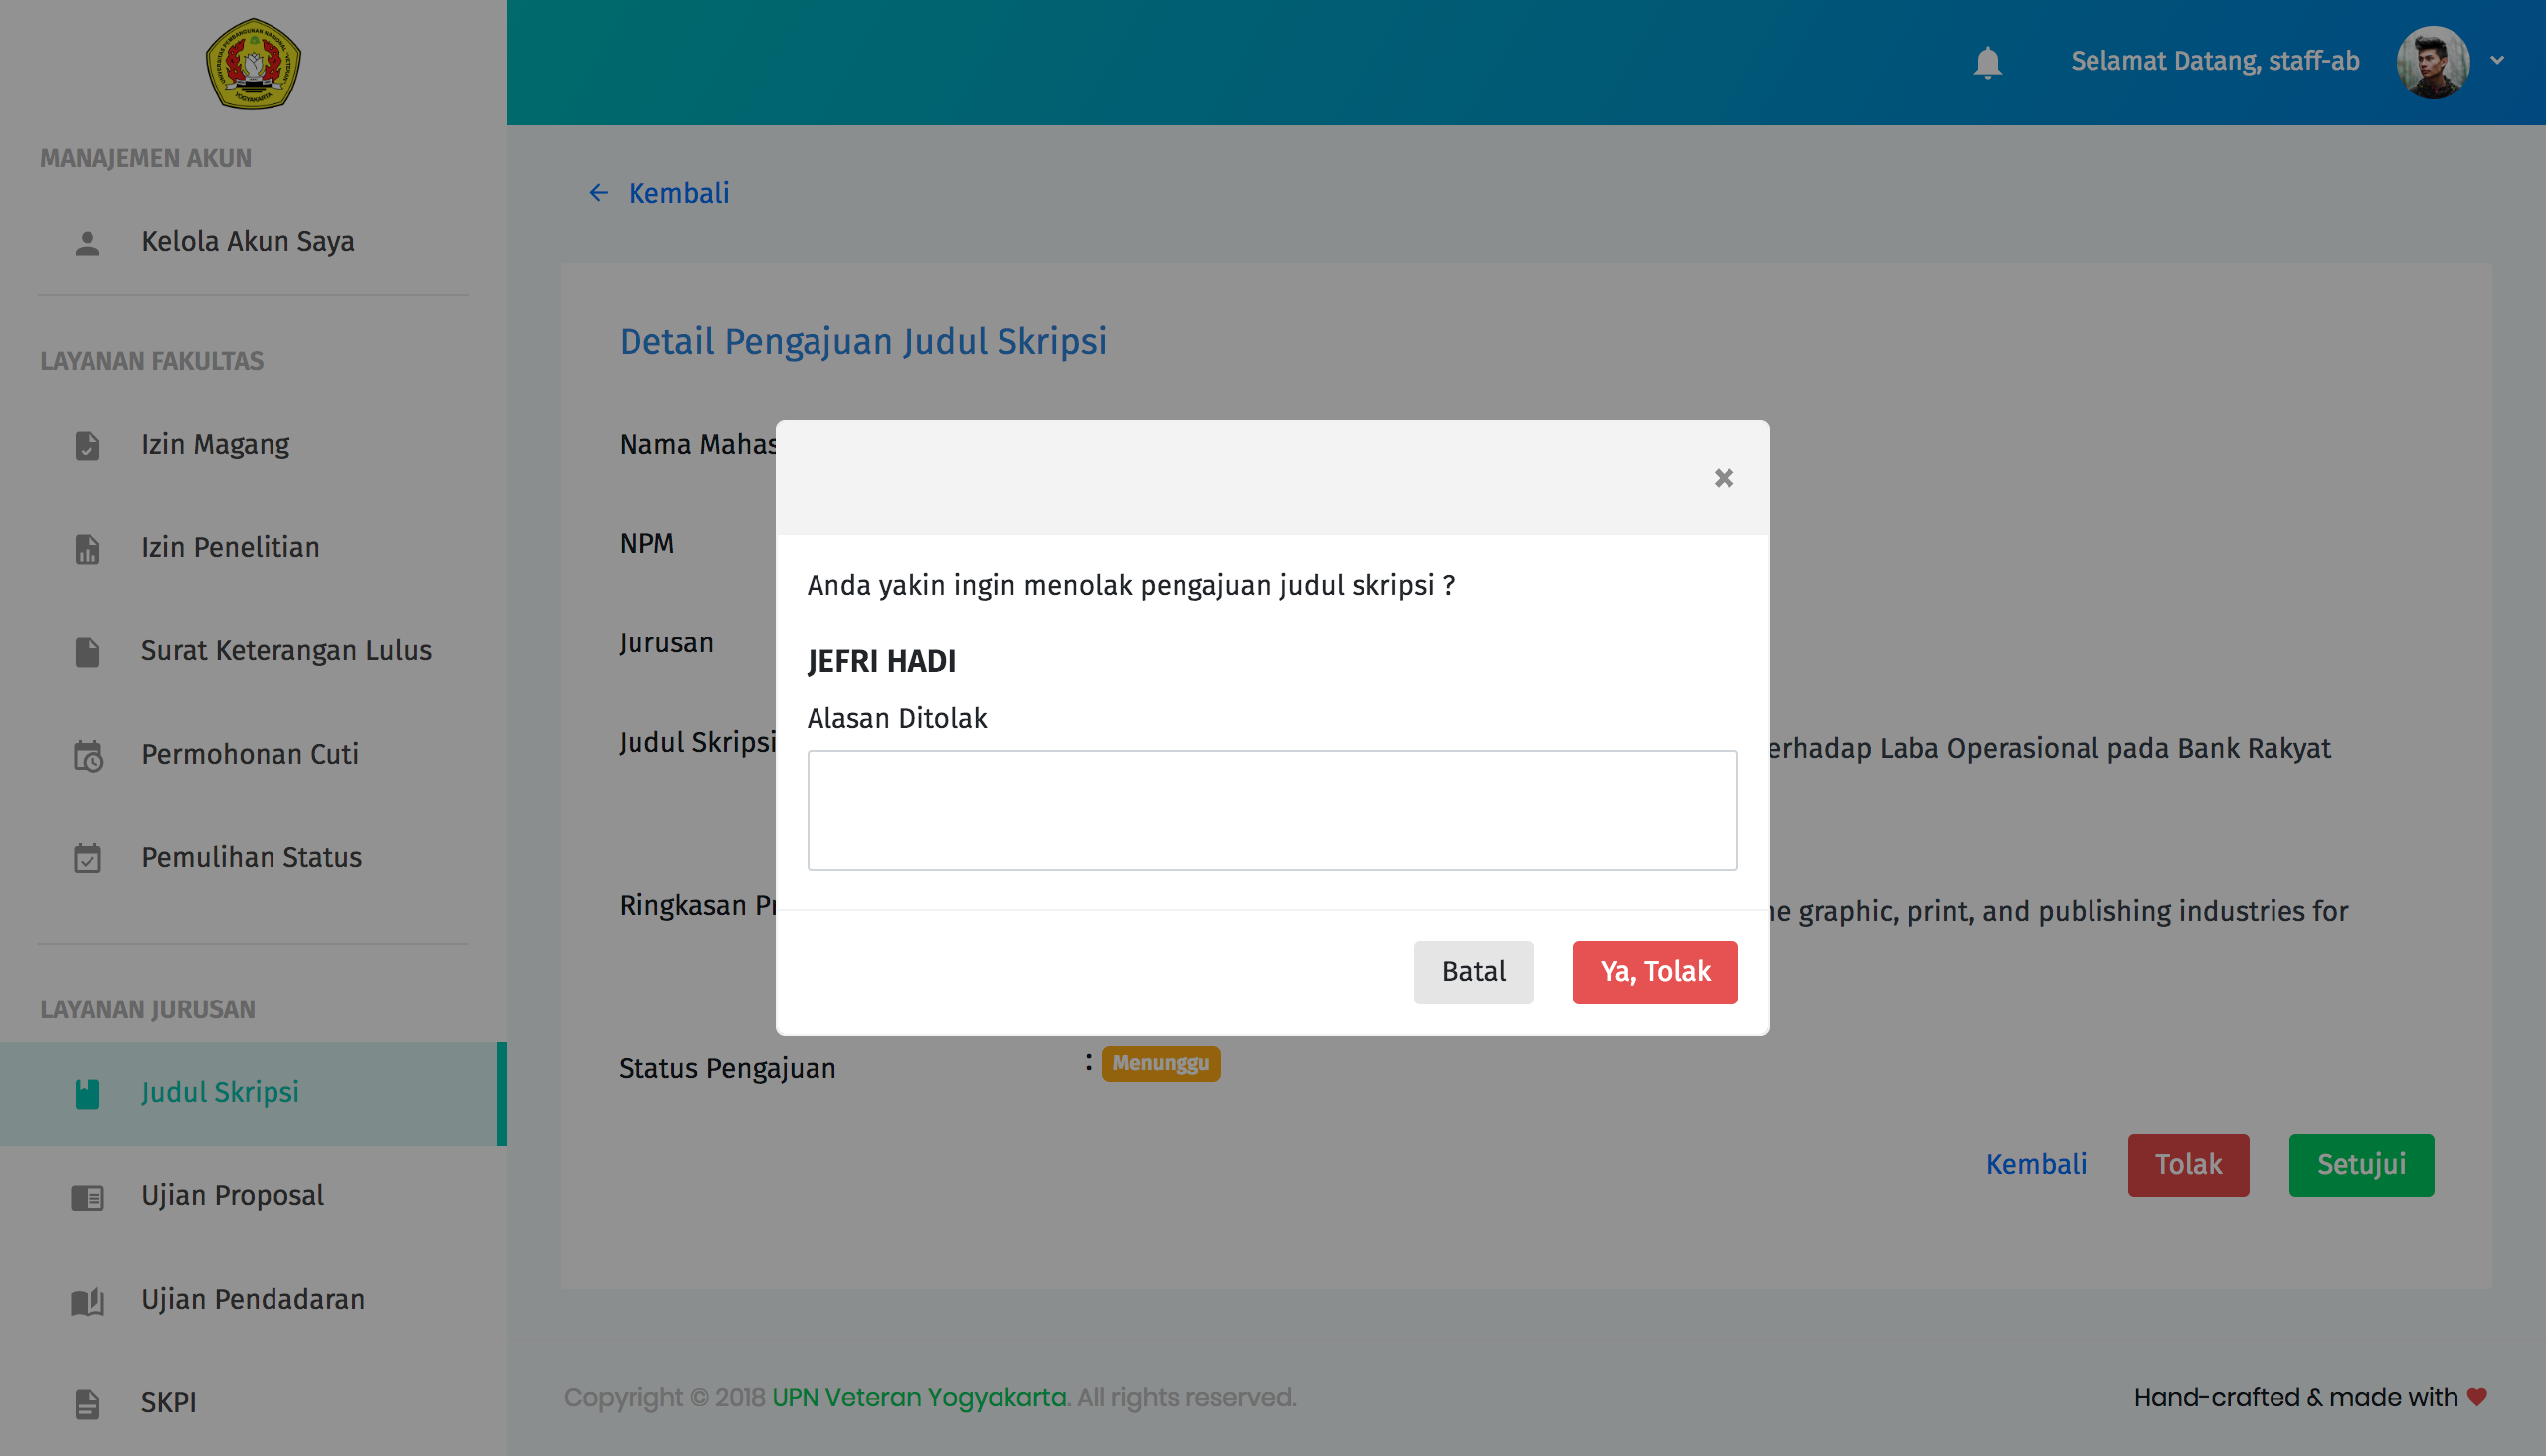 MANAJEMEN AKUN
Kelola Akun Saya
LAYANAN FAKULTAS
Izin Magang
Izin Penelitian
Surat Keterangan Lulus
Permohonan Cuti
Pemulihan Status
LAYANAN JURUSAN
Judul Skripsi
Ujian Proposal
Ujian Pendadaran
SKPI
Selamat Datang, staff-ab
Kembali
Detail Pengajuan Judul Skripsi
Nama
NPM
Jurusan
Judul Skripsi
Laba Operasional pada Bank Rakyat
Ringkasan
graphic, print, and publishing industries for
Status Pengajuan : Menunggu
Kembali Tolak Setujui
Anda yakin ingin menolak pengajuan judul skripsi ?
JEFRI HADI
Alasan Ditolak
Batal Ya, Tolak
Copyright © 2018 UPN Veteran Yogyakarta. All rights reserved.
Hand-crafted & made with